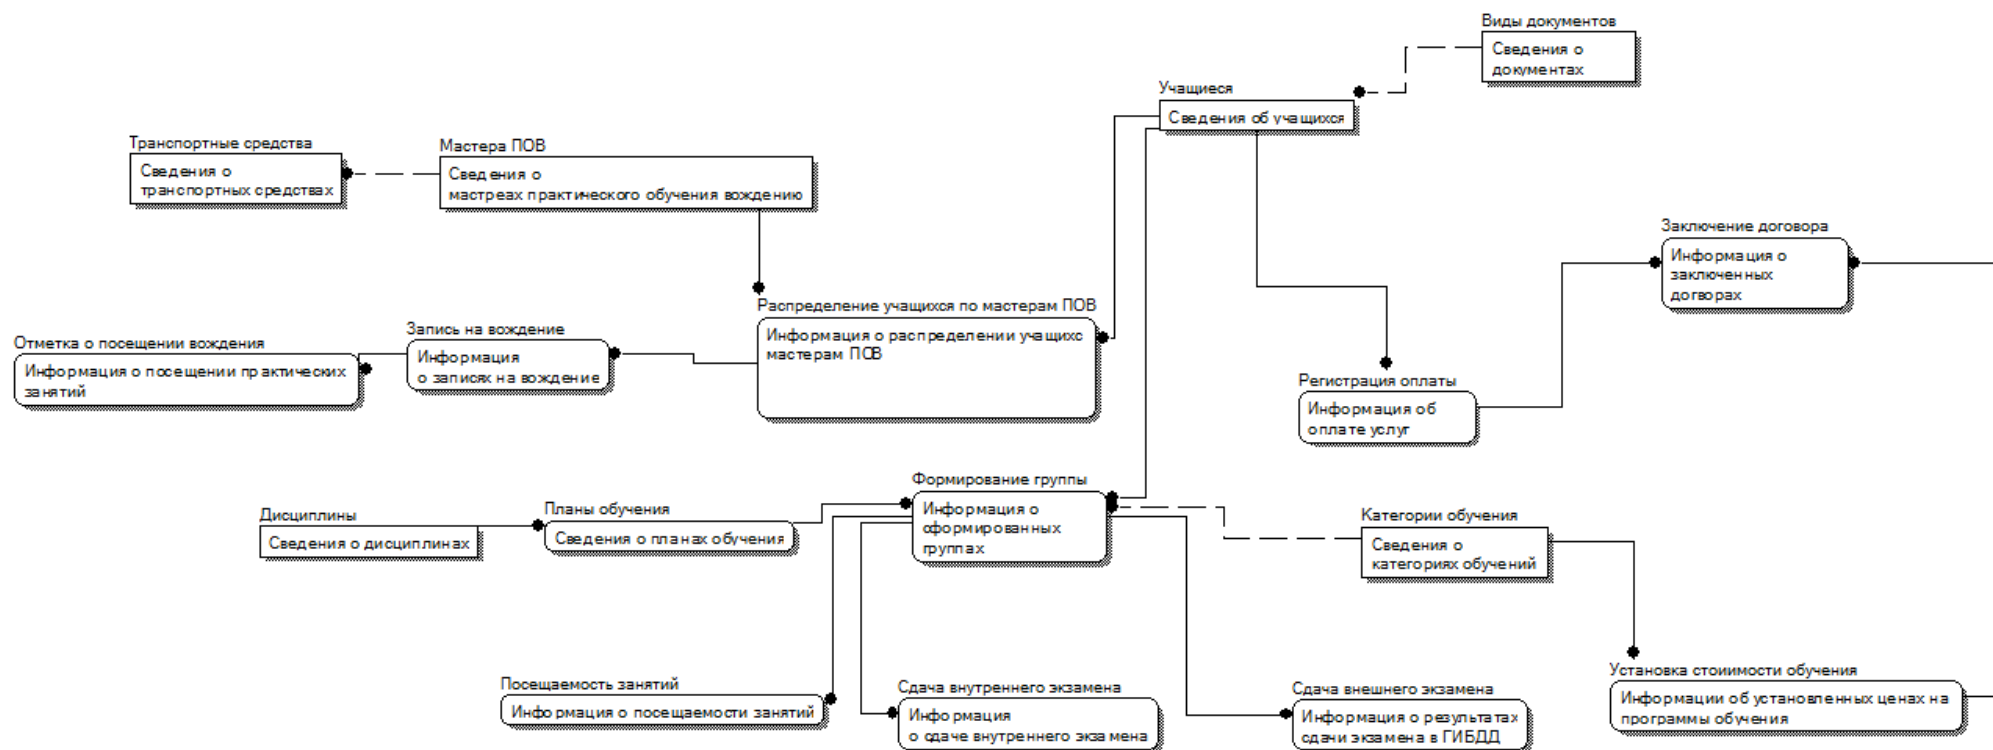 Виды документов
Сведения о
документах
Учащиеся
Сведения об учащихся
Транспортные средства
Сведения о
транспортных средствах
Мастера ПОВ
Сведения о
мастреах практического обучения вождению
Заключение договора
Информация о
заключенных
догворах
Распределение учащихся по мастерам ПОВ
Информация о распределении учащихс
мастерам ПОВ
Запись на вождение
Информация
о записях на вождение
Отметка о посещении вождения
Информация о посещении практических
занятий
Регистрация оплаты
Информация об
оплате услуг
Формирование группы
Информация о
сформированных
группах
Планы обучения
Сведения о планах обучения
Дисциплины
Сведения о дисциплинах
Категории обучения
Сведения о
категориях обучений
Установка стоиимости обучения
Информации об установленных ценах на
программы обучения
Посещаемость занятий
Информация о посещаемости занятий
Сдача внутреннего экзамена
Информация
о сдаче внутреннего экзамена
Сдача внешнего экзамена
Информация о результатах
сдачи экзамена в ГИБДД